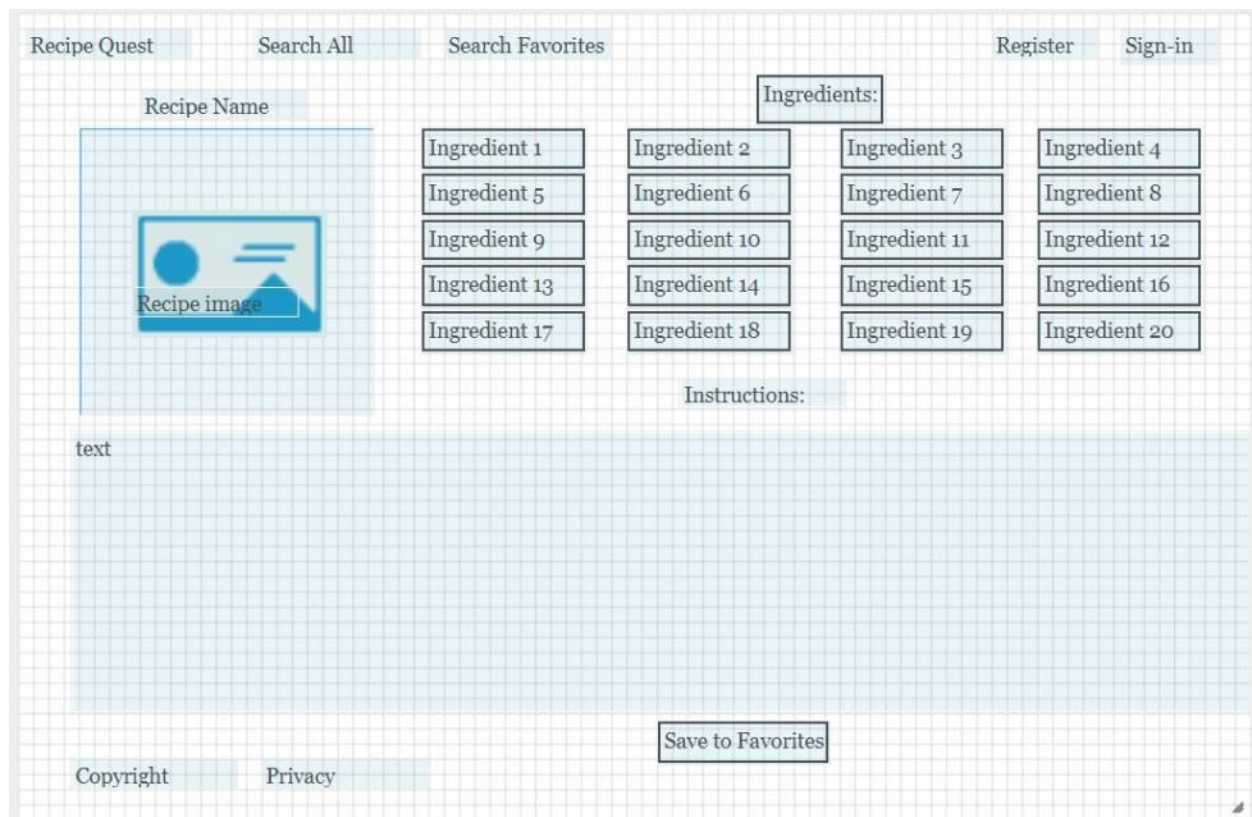 Recipe Quest Search All Search Favorites Register Sign-in
Recipe Name
Ingredients:
Ingredient 1 Ingredient 2 Ingredient 3 Ingredient 4
Ingredient 5 Ingredient 6 Ingredient 7 Ingredient 8
Ingredient 9 Ingredient 10 Ingredient 11 Ingredient 12
Ingredient 13 Ingredient 14 Ingredient 15 Ingredient 16
Ingredient 17 Ingredient 18 Ingredient 19 Ingredient 20
Recipe image
Instructions:
text
Save to Favorites
Copyright Privacy